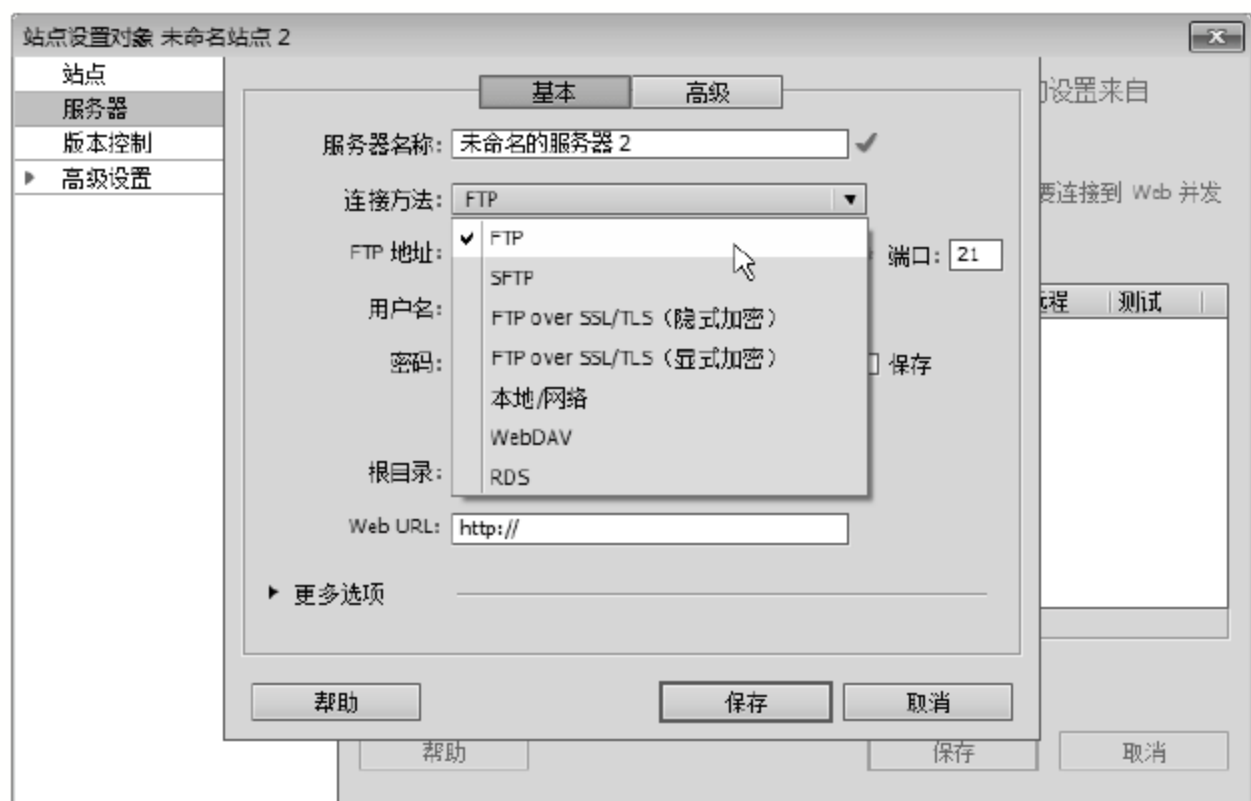 站点设置对象 未命名站点 2
站点
服务器
版本控制
高级设置
基本
高级
设置来自
服务器名称: 未命名的服务器 2
连接方法: FTP
要连接到 Web 并发
FTP 地址:
端口: 21
FTP
SFTP
FTP over SSL/TLS（隐式加密）
FTP over SSL/TLS（显式加密）
本地/网络
WebDAV
RDS
用户名:
远程 测试
密码:
保存
根目录:
Web URL: http://
更多选项
帮助 保存 取消
帮助 保存 取消